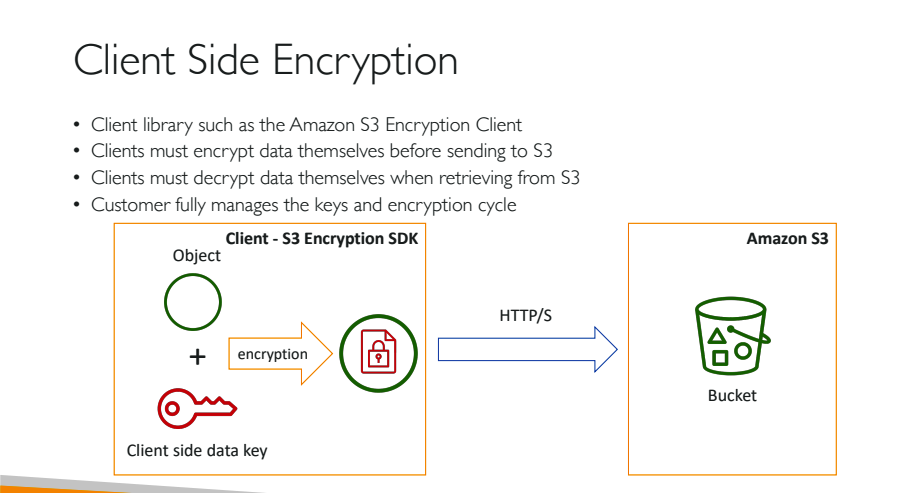 Client Side Encryption
• Client library such as the Amazon S3 Encryption Client
• Clients must encrypt data themselves before sending to S3
• Clients must decrypt data themselves when retrieving from S3
• Customer fully manages the keys and encryption cycle
Client - S3 Encryption SDK
Object
+
encryption
Client side data key
HTTP/S
Amazon S3
Bucket